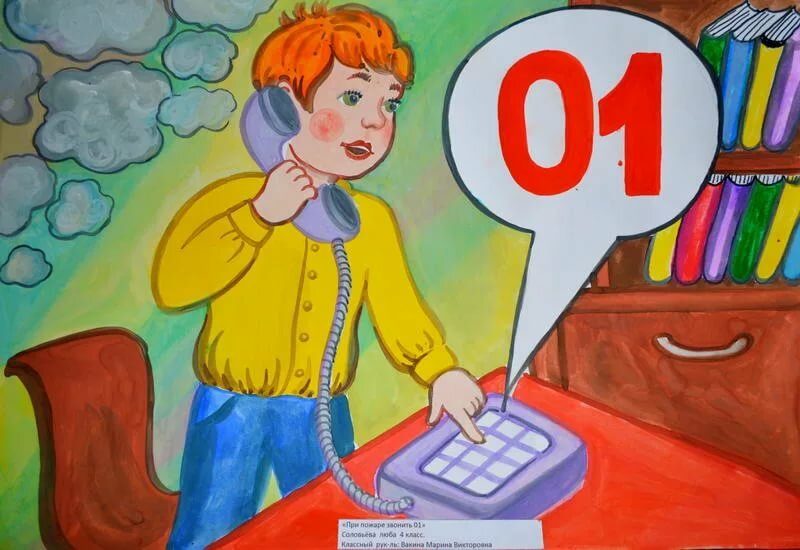 01
«При пожаре звонить 01»
Соловьёва люба 4 класс.
Классный рук-ль: Вакина Марина Викторовна